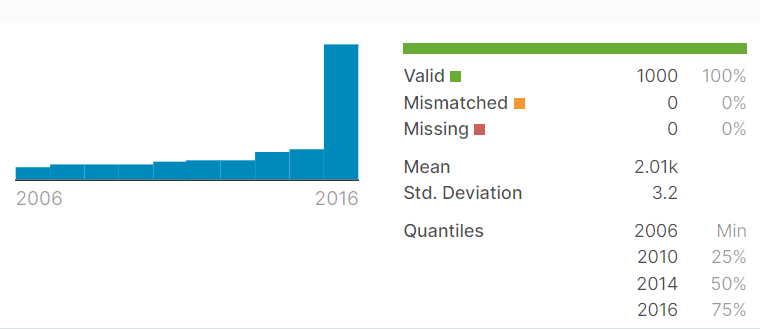 2006 2016
Valid 1000 100%
Mismatched 0 0%
Missing 0 0%
Mean 2.01k
Std. Deviation 3.2
Quantiles 2006 Min
2010 25%
2014 50%
2016 75%